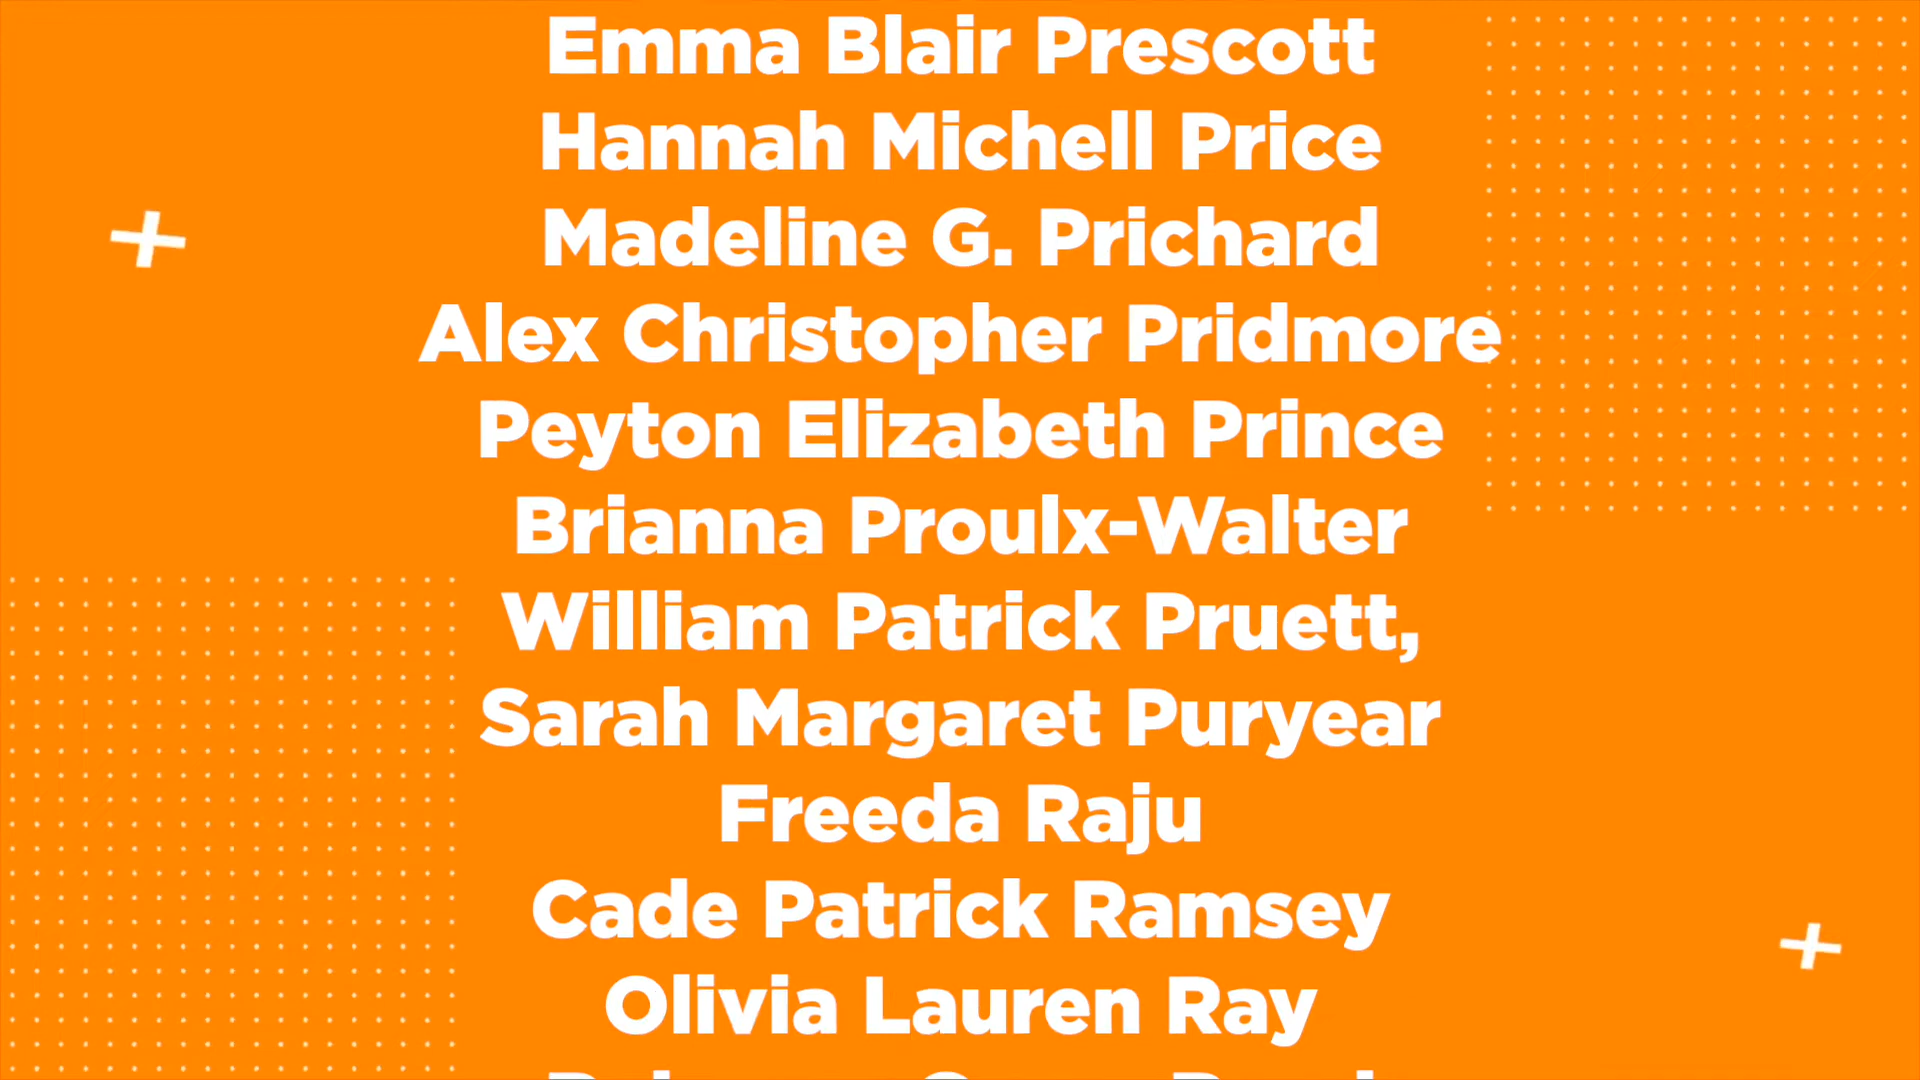 Emma Blair Prescott
Hannah Michell Price
Madeline G. Prichard
Alex Christopher Pridmore
Peyton Elizabeth Prince
Brianna Proulx-Walter
William Patrick Pruett,
Sarah Margaret Puryear
Freeda Raju
Cade Patrick Ramsey
Olivia Lauren Ray